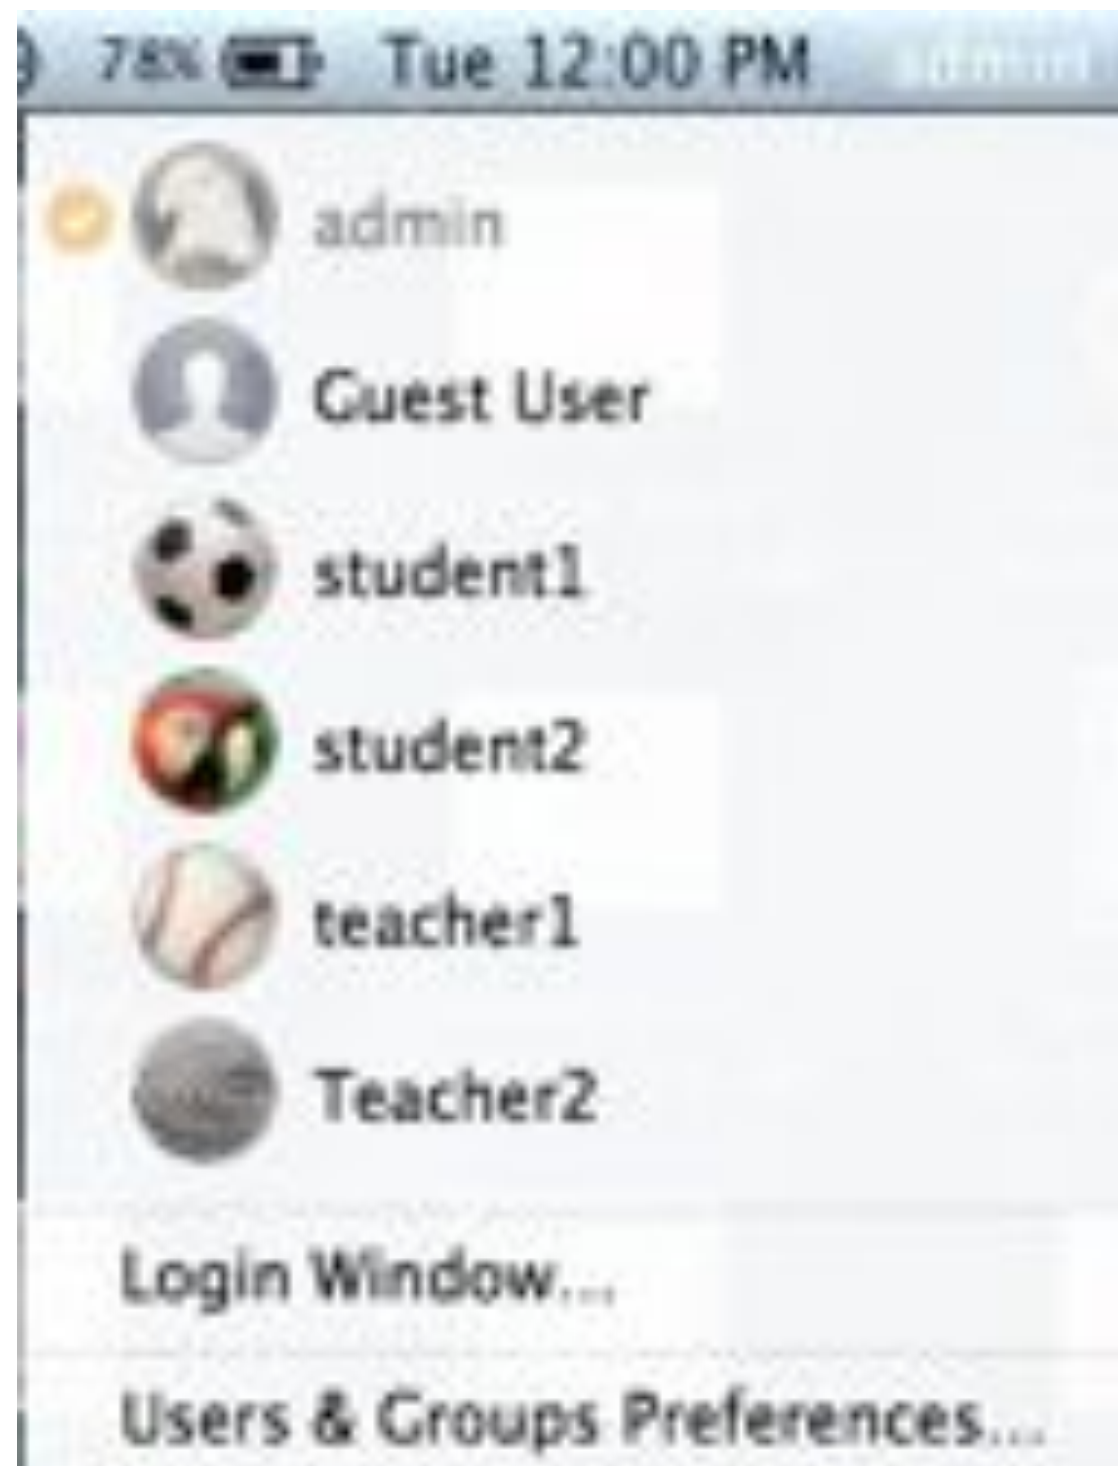 78% Tue 12:00 PM
admin
Guest User
student1
student2
teacher1
Teacher2
Login Window...
Users & Groups Preferences...